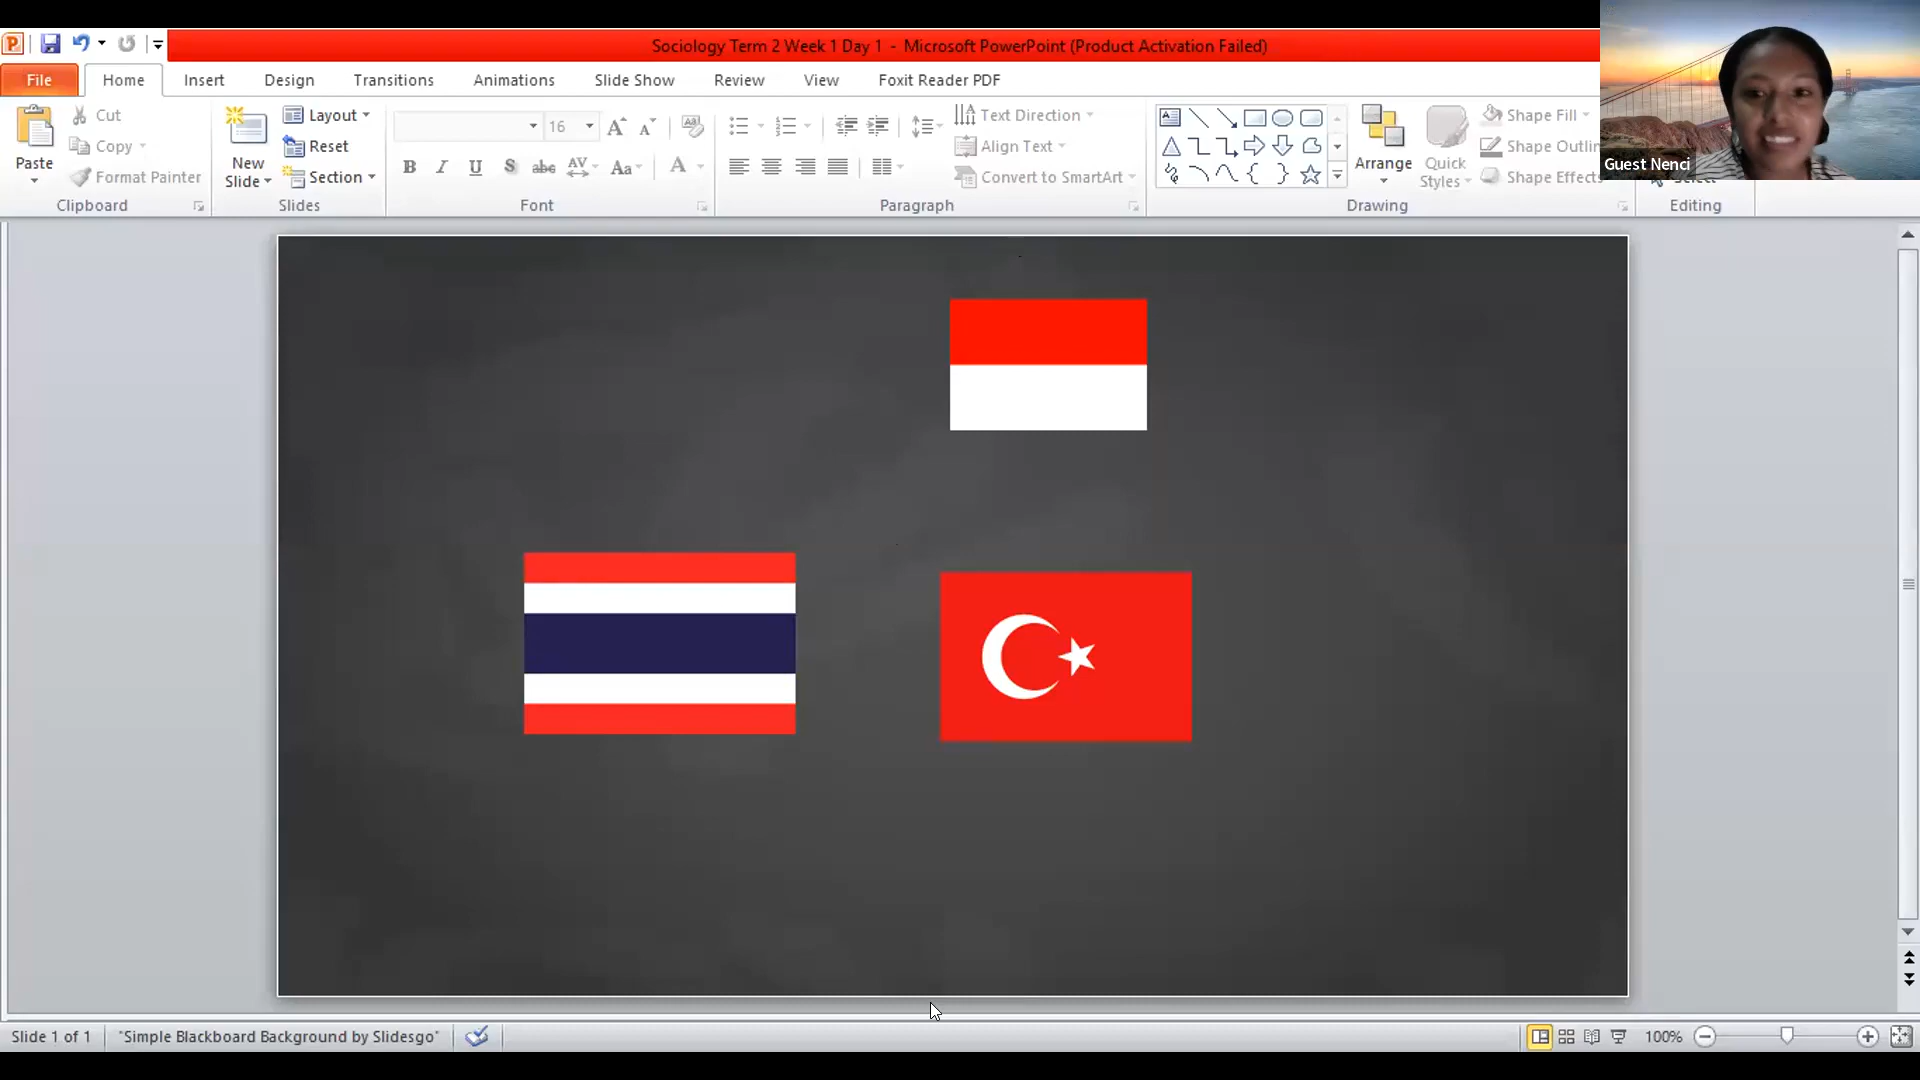 Sociology Term 2 Week 1 Day 1 - Microsoft PowerPoint (Product Activation Failed)
File Home Insert Design Transitions Animations Slide Show Review View Foxit Reader PDF
Paste
Cut
Copy
Format Painter
Clipboard
New
Slide
Layout
Reset
Section
Slides
16
Font
Text Direction
Align Text
Convert to SmartArt
Paragraph
Arrange
Quick
Styles
Shape Fill
Shape Outlin
Shape Effects
Drawing
Select
Editing
Guest Nenci
Slide 1 of 1
"Simple Blackboard Background by Slidesgo"
100%